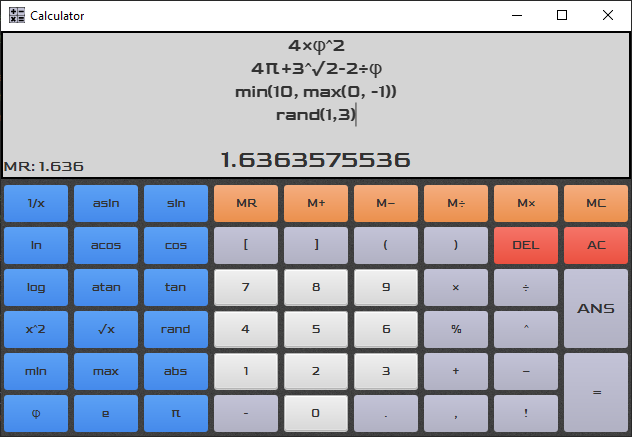 Calculator
4×φ^2
4π+3^√2-2÷φ
min(10, max(0, -1))
rand(1,3)
MR: 1.636
1.6363575536
1/x asin sin MR M+ M− M÷ M× MC
ln acos cos [ ] ( ) DEL AC
log atan tan 7 8 9 × ÷ ANS
x^2 √x rand 4 5 6 % ^
min max abs 1 2 3 + − =
φ e π - 0 . , !